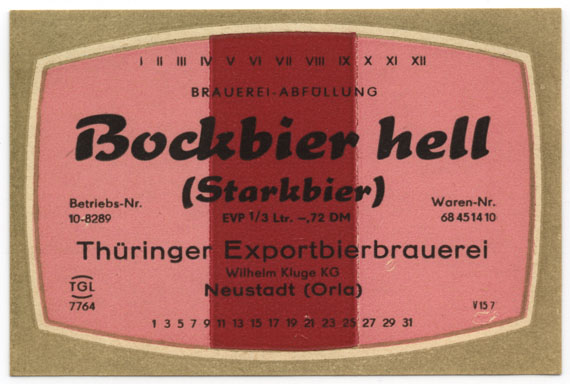 I II III IV V VI VII VIII IX X XI XII
BRAUEREI-ABFÜLLUNG
Bockbier hell
(Starkbier)
Betriebs-Nr.
10-8289
EVP 1/3 Ltr. –,72 DM
Waren-Nr.
68 45 14 10
Thüringer Exportbierbrauerei
Wilhelm Kluge KG
Neustadt (Orla)
TGL
7764
V 15 7
1 3 5 7 9 11 13 15 17 19 21 23 25 27 29 31